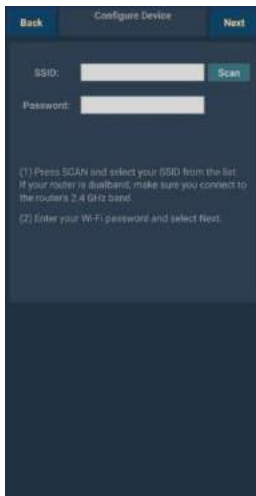 Back Configure Device Next
SSID: Scan
Password:
(1) Press SCAN and select your SSID from the list.
If your router is dualband, make sure you connect to
the router's 2.4 GHz band.
(2) Enter your Wi-Fi password and select Next.